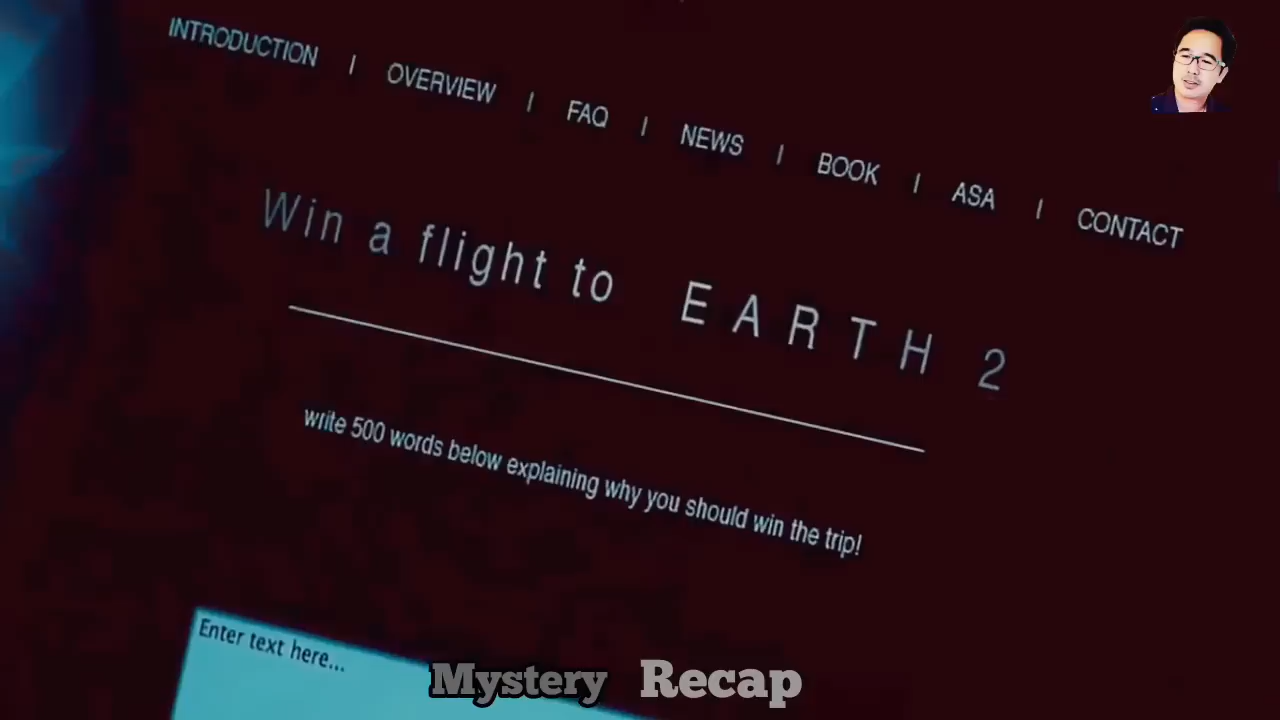 INTRODUCTION | OVERVIEW | FAQ | NEWS | BOOK | ASA | CONTACT
Win a flight to EARTH 2
write 500 words below explaining why you should win the trip!
Enter text here...
Mystery Recap